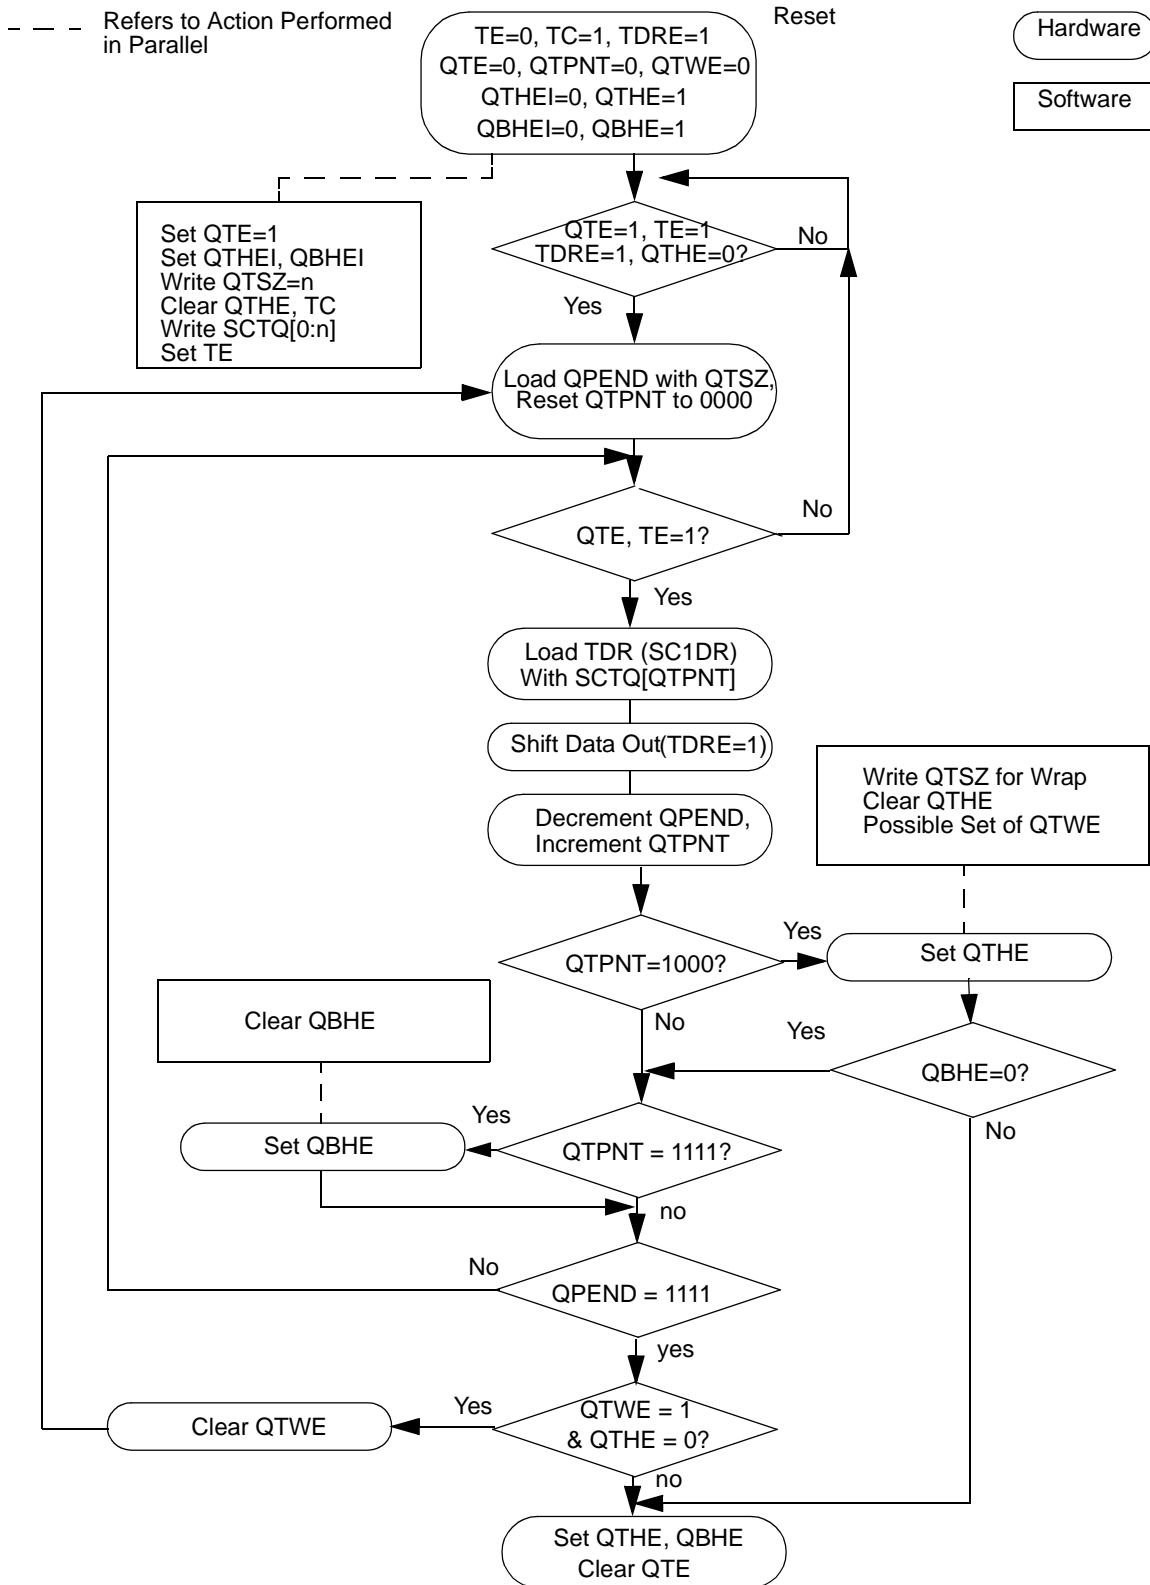 Refers to Action Performed
in Parallel
Reset
Hardware
Software
TE=0, TC=1, TDRE=1
QTE=0, QTPNT=0, QTWE=0
QTHEI=0, QTHE=1
QBHEI=0, QBHE=1
Set QTE=1
Set QTHEI, QBHEI
Write QTSZ=n
Clear QTHE, TC
Write SCTQ[0:n]
Set TE
QTE=1, TE=1
TDRE=1, QTHE=0?
No
Yes
Load QPEND with QTSZ,
Reset QTPNT to 0000
QTE, TE=1?
No
Yes
Load TDR (SC1DR)
With SCTQ[QTPNT]
Shift Data Out(TDRE=1)
Write QTSZ for Wrap
Clear QTHE
Possible Set of QTWE
Decrement QPEND,
Increment QTPNT
QTPNT=1000?
Yes
Set QTHE
No
Clear QBHE
Yes
QBHE=0?
No
Yes
Set QBHE
QTPNT = 1111?
no
No
QPEND = 1111
yes
Clear QTWE
Yes
QTWE = 1
& QTHE = 0?
no
Set QTHE, QBHE
Clear QTE